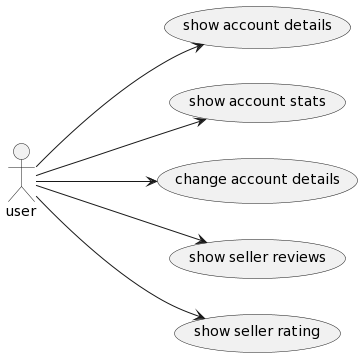 show account details
show account stats
change account details
user
show seller reviews
show seller rating